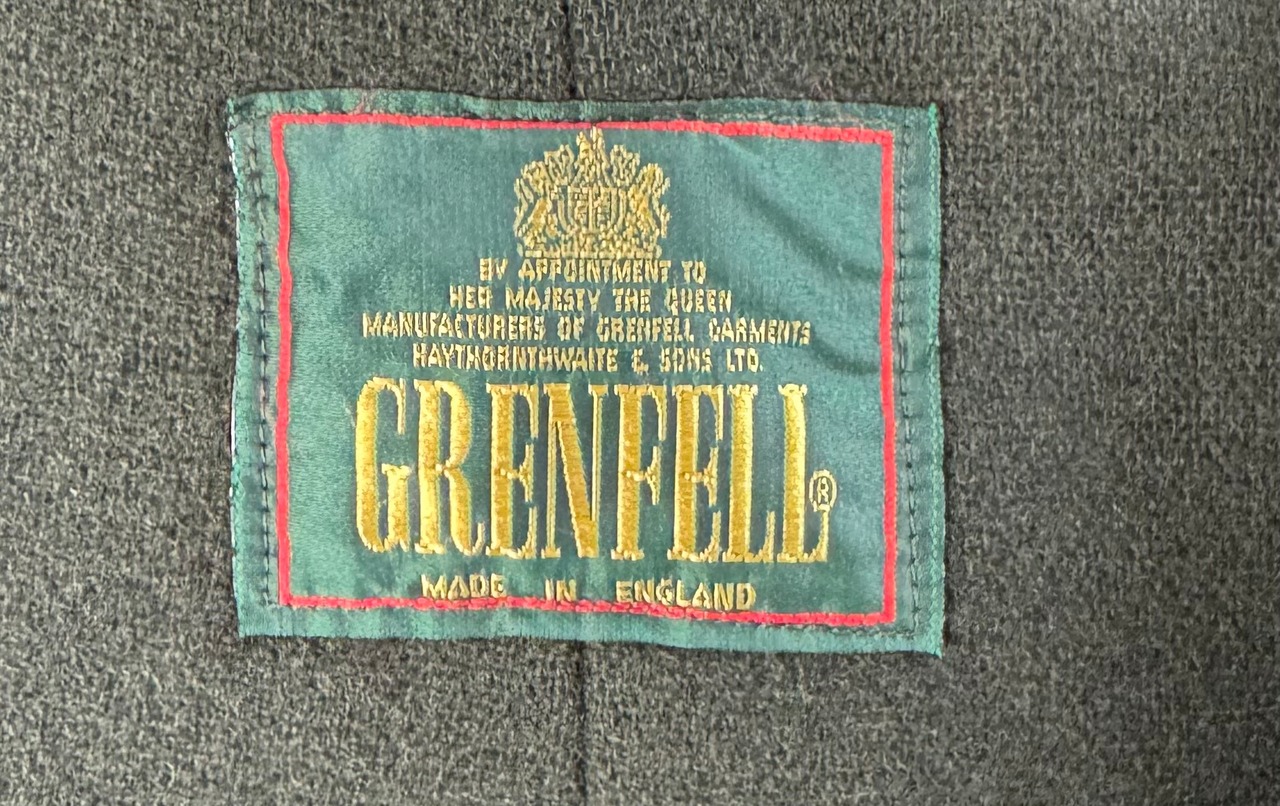 BY APPOINTMENT TO
HER MAJESTY THE QUEEN
MANUFACTURERS OF GRENFELL GARMENTS
HAYTHORNTHWAITE & SONS LTD.
GRENFELL®
MADE IN ENGLAND